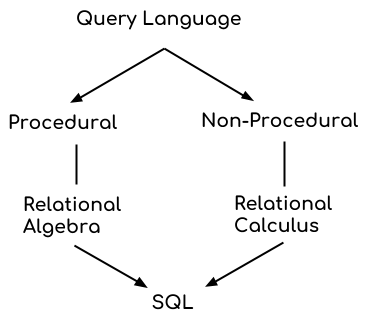 Query Language
Procedural
Non-Procedural
Relational
Algebra
Relational
Calculus
SQL